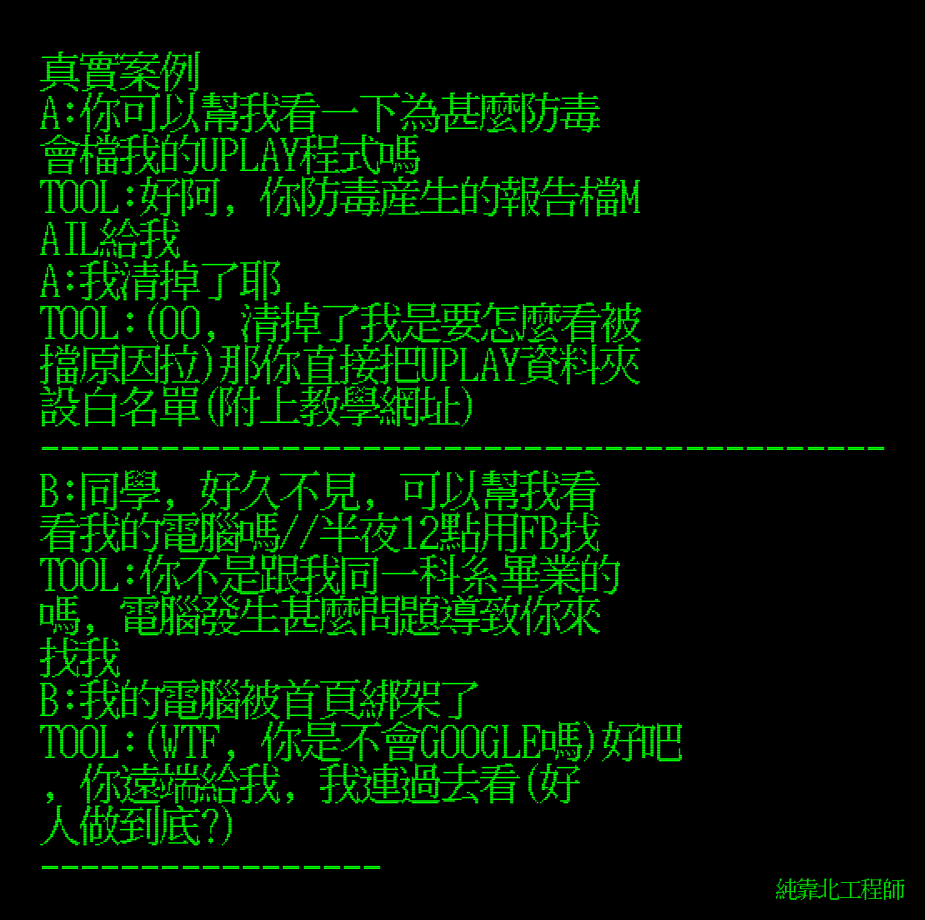 真實案例
A:你可以幫我看一下為甚麼防毒
會檔我的UPLAY程式嗎
TOOL:好阿, 你防毒產生的報告檔M
AIL給我
A:我清掉了耶
TOOL:(OO, 清掉了我是要怎麼看被
擋原因拉)那你直接把UPLAY資料夾
設白名單(附上教學網址)
-------------------------------------------
B:同學, 好久不見, 可以幫我看
看我的電腦嗎//半夜12點用FB找
TOOL:你不是跟我同一科系畢業的
嗎, 電腦發生甚麼問題導致你來
找我
B:我的電腦被首頁綁架了
TOOL:(WTF, 你是不會GOOGLE嗎)好吧
, 你遠端給我, 我連過去看(好
人做到底?)
-----------------
純靠北工程師